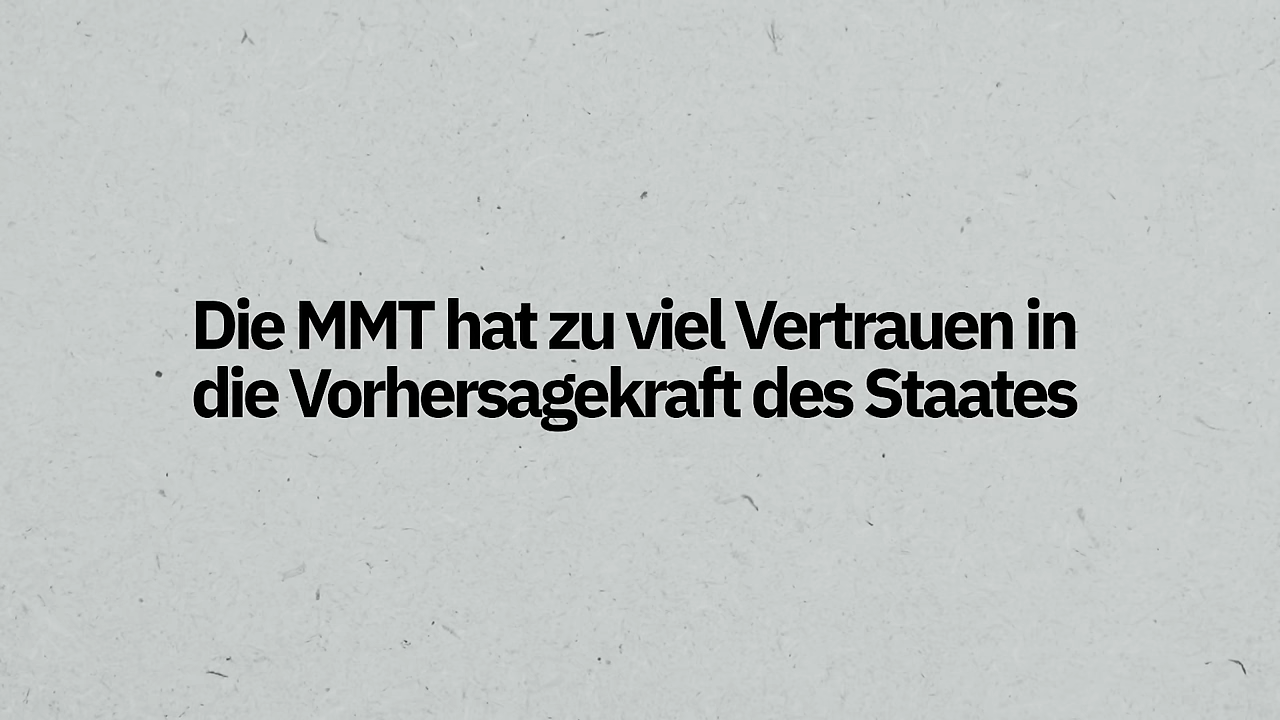 Die MMT hat zu viel Vertrauen in
die Vorhersagekraft des Staates